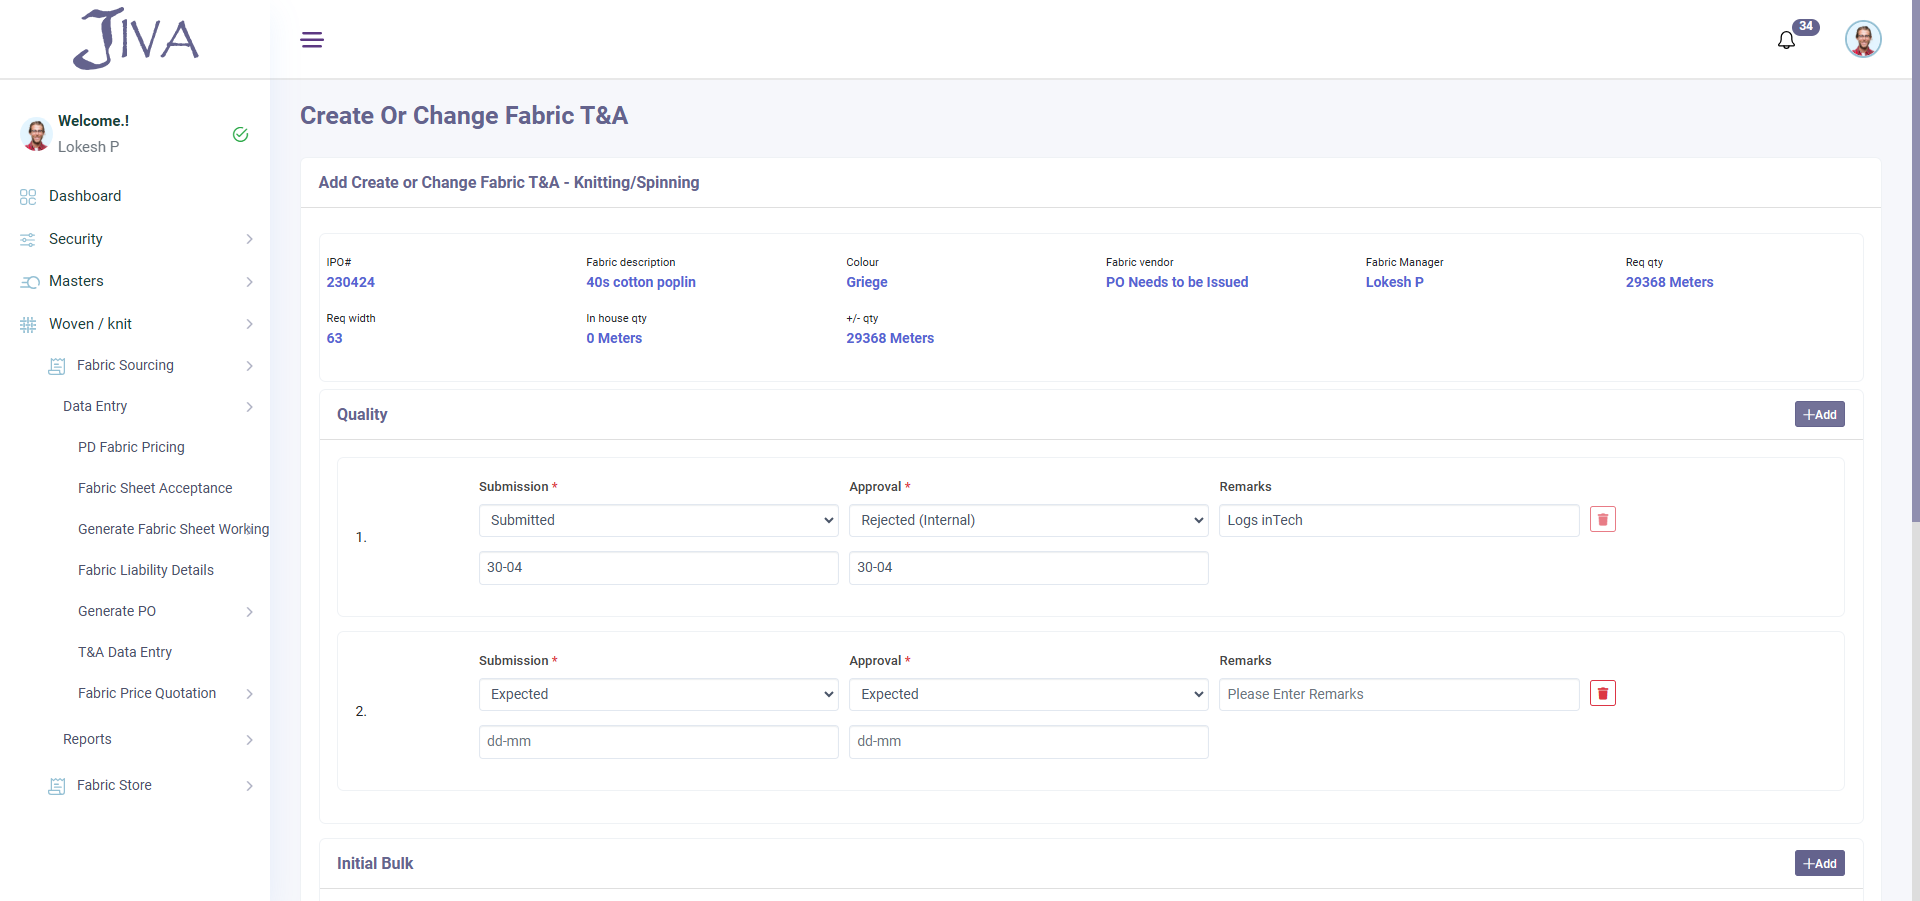 JIVA
34
Welcome.!
Lokesh P
Dashboard
Security
Masters
Woven / knit
Fabric Sourcing
Data Entry
PD Fabric Pricing
Fabric Sheet Acceptance
Generate Fabric Sheet Working
Fabric Liability Details
Generate PO
T&A Data Entry
Fabric Price Quotation
Reports
Fabric Store
Create Or Change Fabric T&A
Add Create or Change Fabric T&A - Knitting/Spinning
IPO# Fabric description Colour Fabric vendor Fabric Manager Req qty
230424 40s cotton poplin Griege PO Needs to be Issued Lokesh P 29368 Meters
Req width In house qty +/- qty
63 0 Meters 29368 Meters
Quality +Add
Submission * Approval * Remarks
1. Submitted Rejected (Internal) Logs inTech
30-04 30-04
Submission * Approval * Remarks
2. Expected Expected Please Enter Remarks
dd-mm dd-mm
Initial Bulk +Add